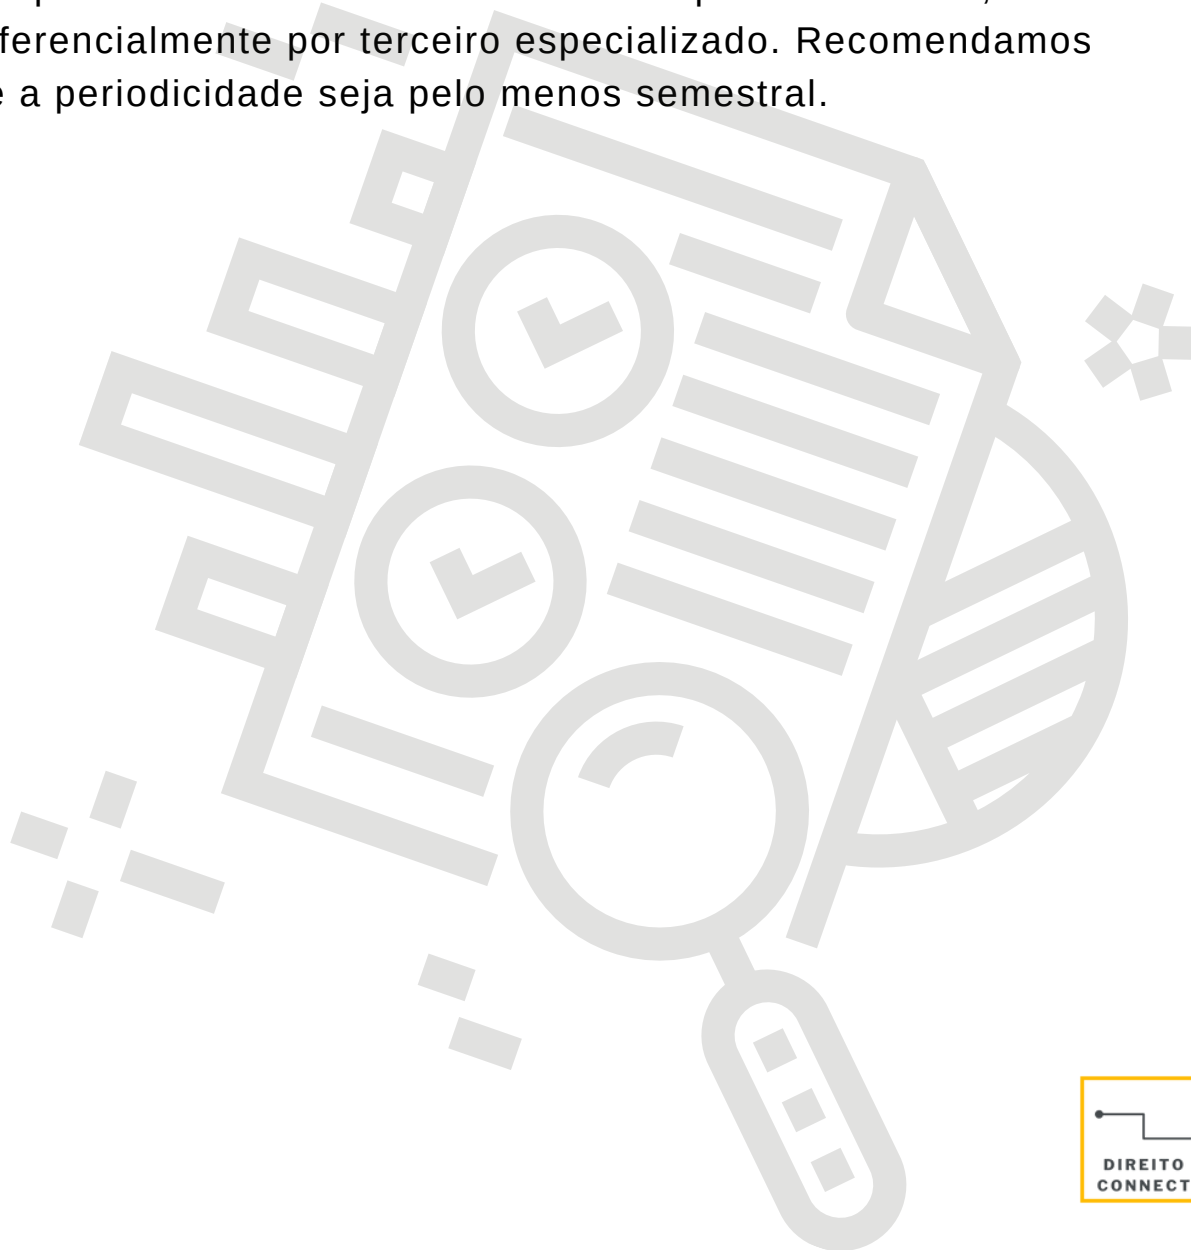 ferencialmente por terceiro especializado. Recomendamos
e a periodicidade seja pelo menos semestral.
DIREITO
CONNECT